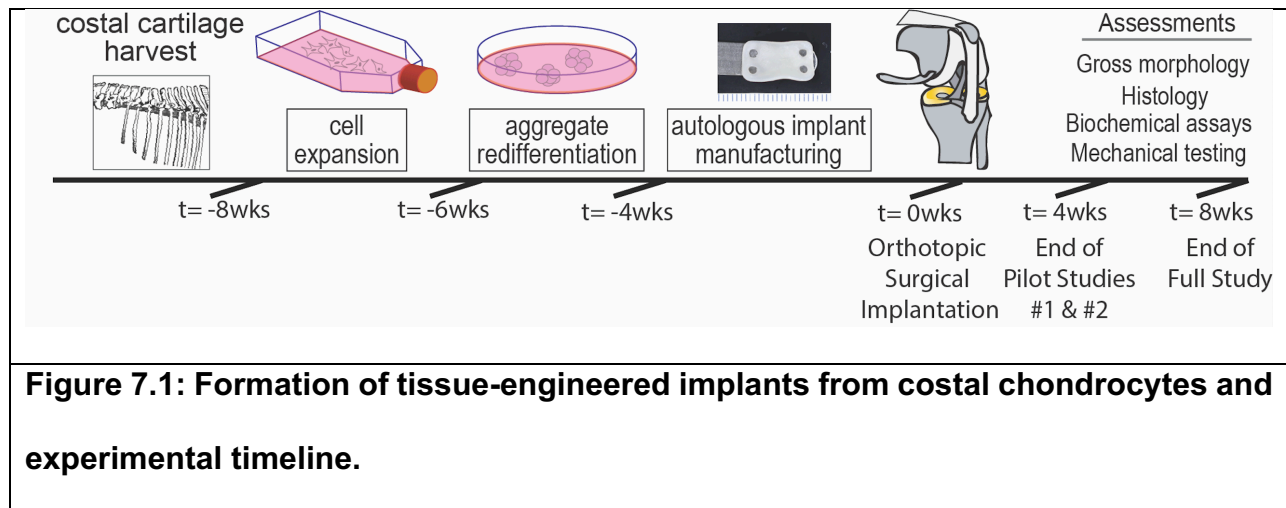 costal cartilage
harvest
cell
expansion
aggregate
redifferentiation
autologous implant
manufacturing
Assessments
Gross morphology
Histology
Biochemical assays
Mechanical testing
t= -8wks
t= -6wks
t= -4wks
t= 0wks
Orthotopic
Surgical
Implantation
t= 4wks
End of
Pilot Studies
#1 & #2
t= 8wks
End of
Full Study
Figure 7.1: Formation of tissue-engineered implants from costal chondrocytes and
experimental timeline.